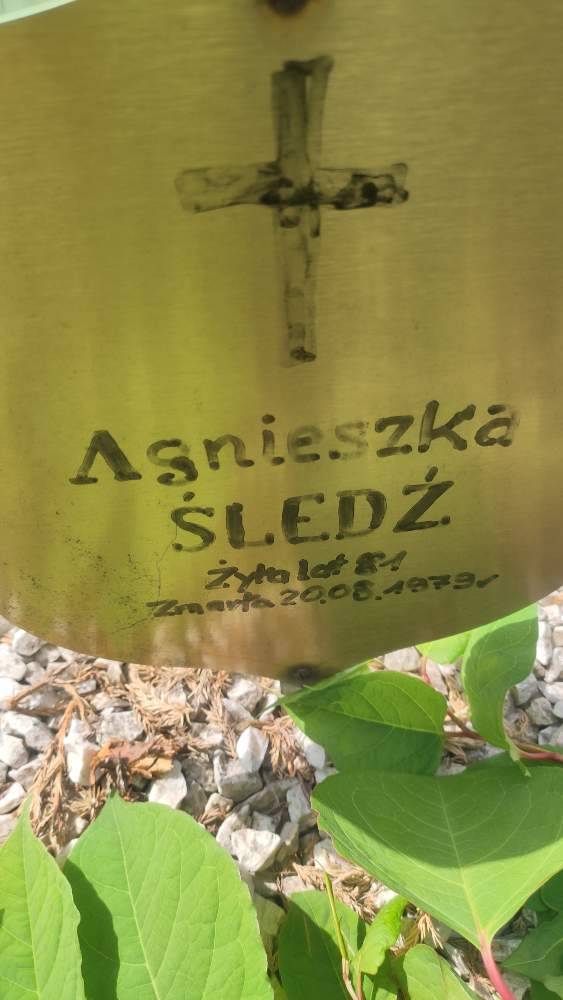 Agnieszka
ŚLEDŹ
Żyła lat 81
Zmarła 20.08.1979r